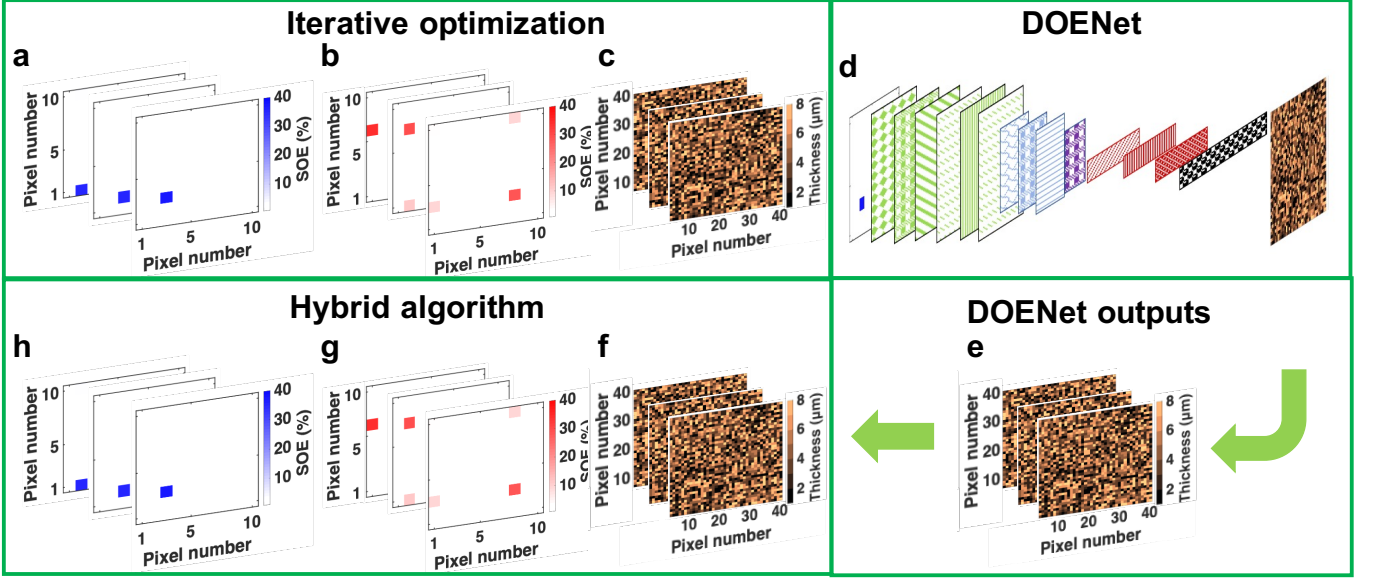 Iterative optimization
DOENet
a
b
c
d
Pixel number
10
5
1
40
30
20
10
SOE (%)
1
5
10
Pixel number
Pixel number
10
5
1
40
30
20
10
SOE (%)
1
5
10
Pixel number
Pixel number
40
30
20
10
8
6
4
2
Thickness (µm)
10
20
30
40
Pixel number
Hybrid algorithm
DOENet outputs
h
g
f
e
Pixel number
10
5
1
40
30
20
10
SOE (%)
1
5
10
Pixel number
Pixel number
10
5
1
40
30
20
10
SOE (%)
1
5
10
Pixel number
Pixel number
40
30
20
10
8
6
4
2
Thickness (µm)
10
20
30
40
Pixel number
Pixel number
40
30
20
10
8
6
4
2
Thickness (µm)
10
20
30
40
Pixel number